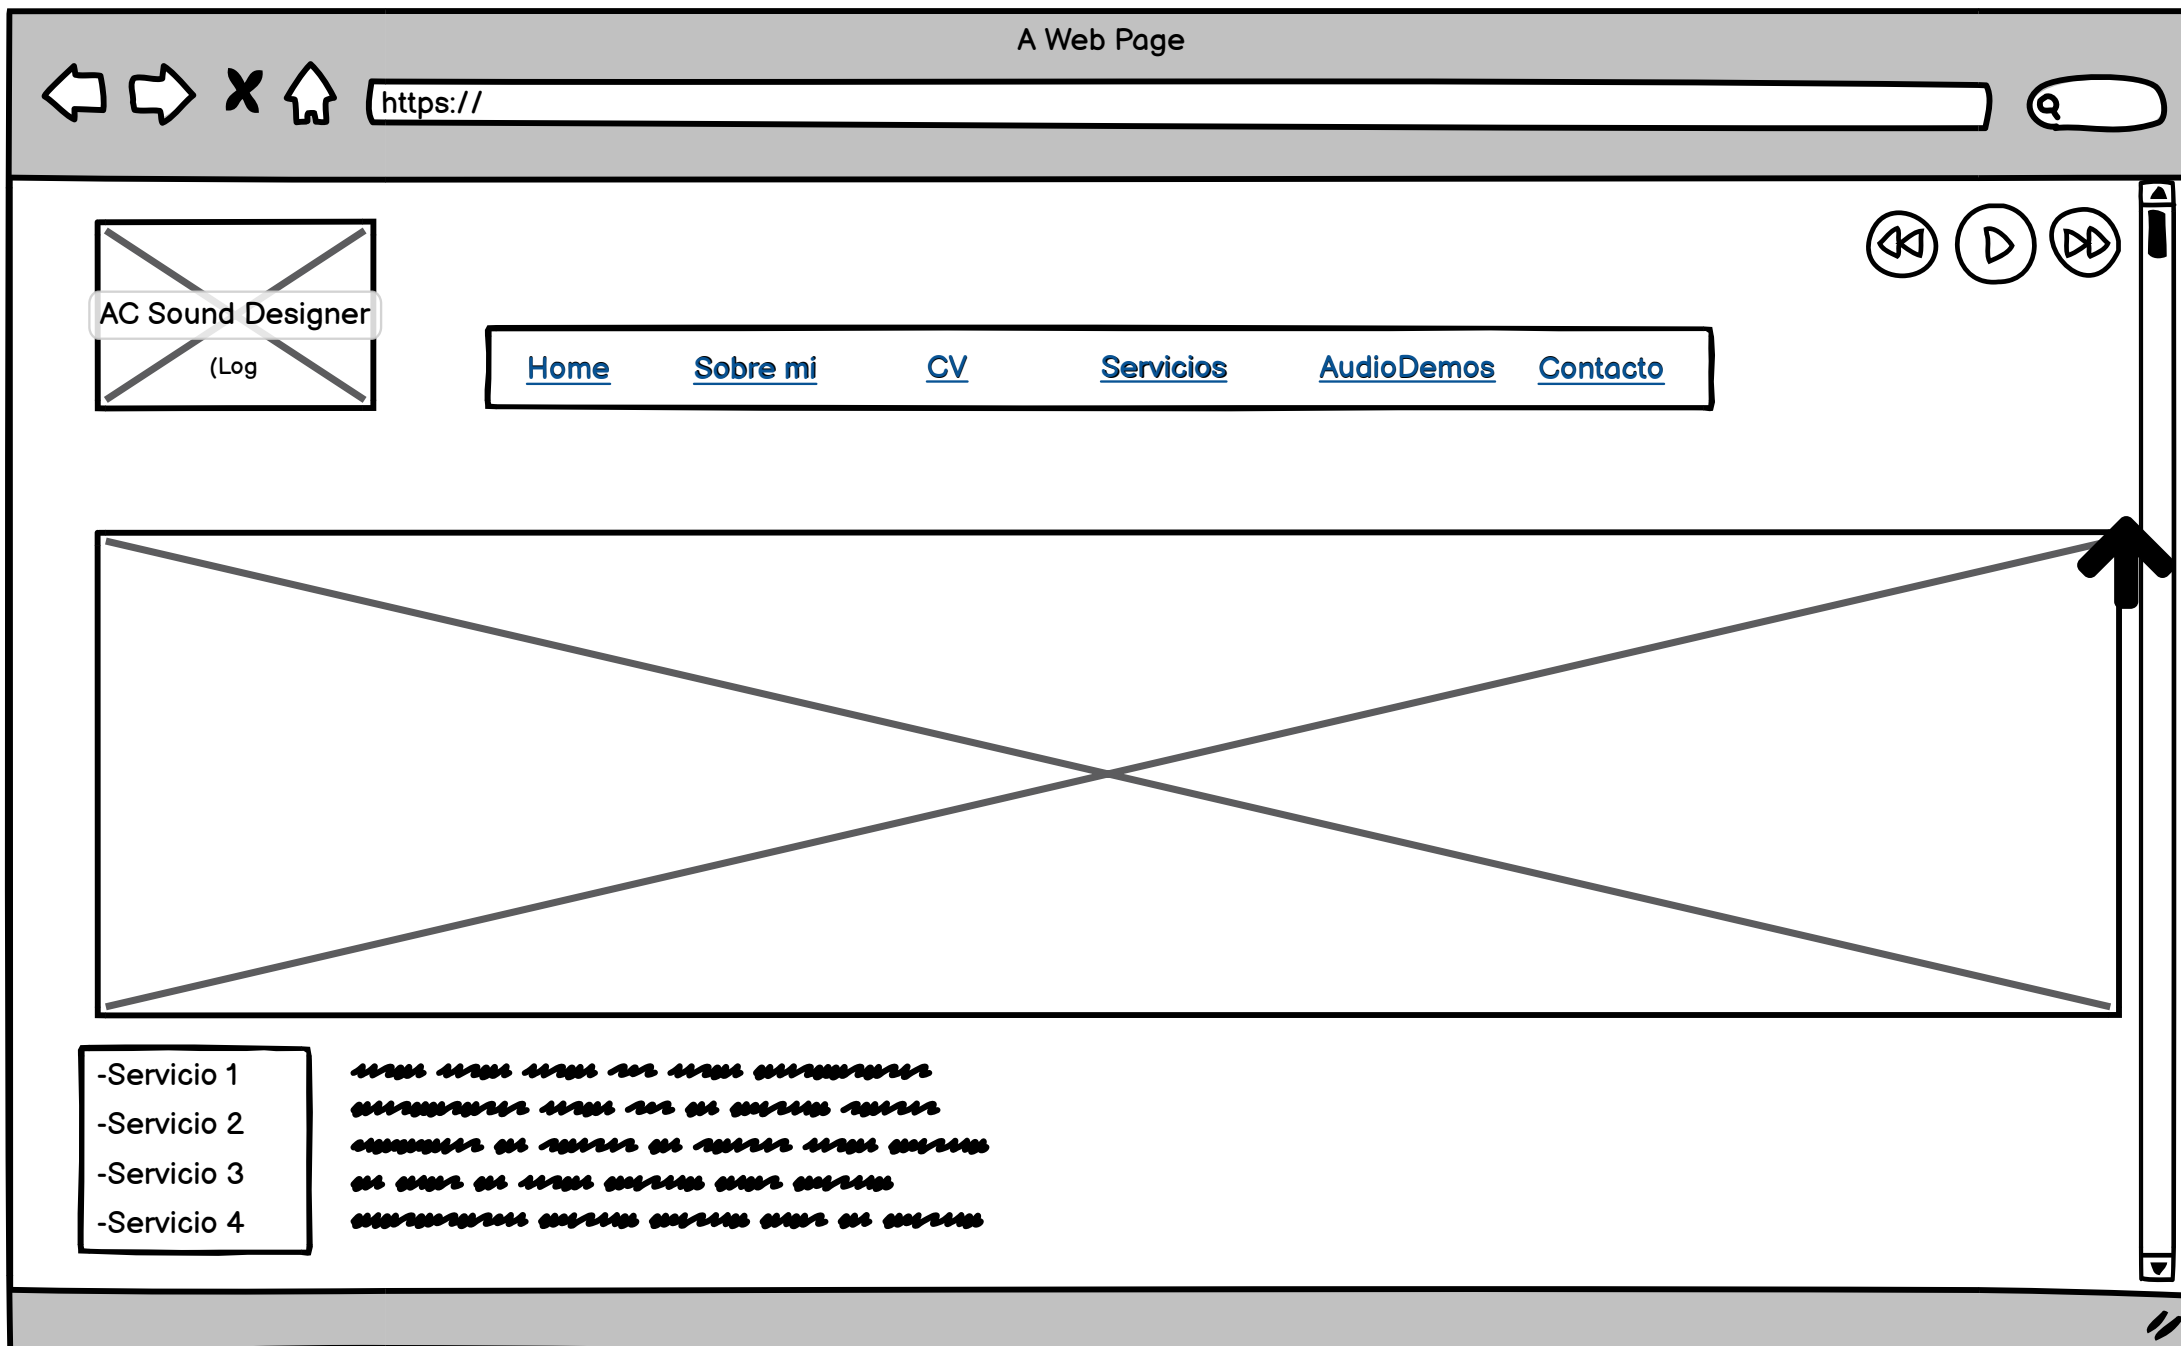 A Web Page
https://
AC Sound Designer
(Log
Home Sobre mi CV Servicios AudioDemos Contacto
-Servicio 1
-Servicio 2
-Servicio 3
-Servicio 4